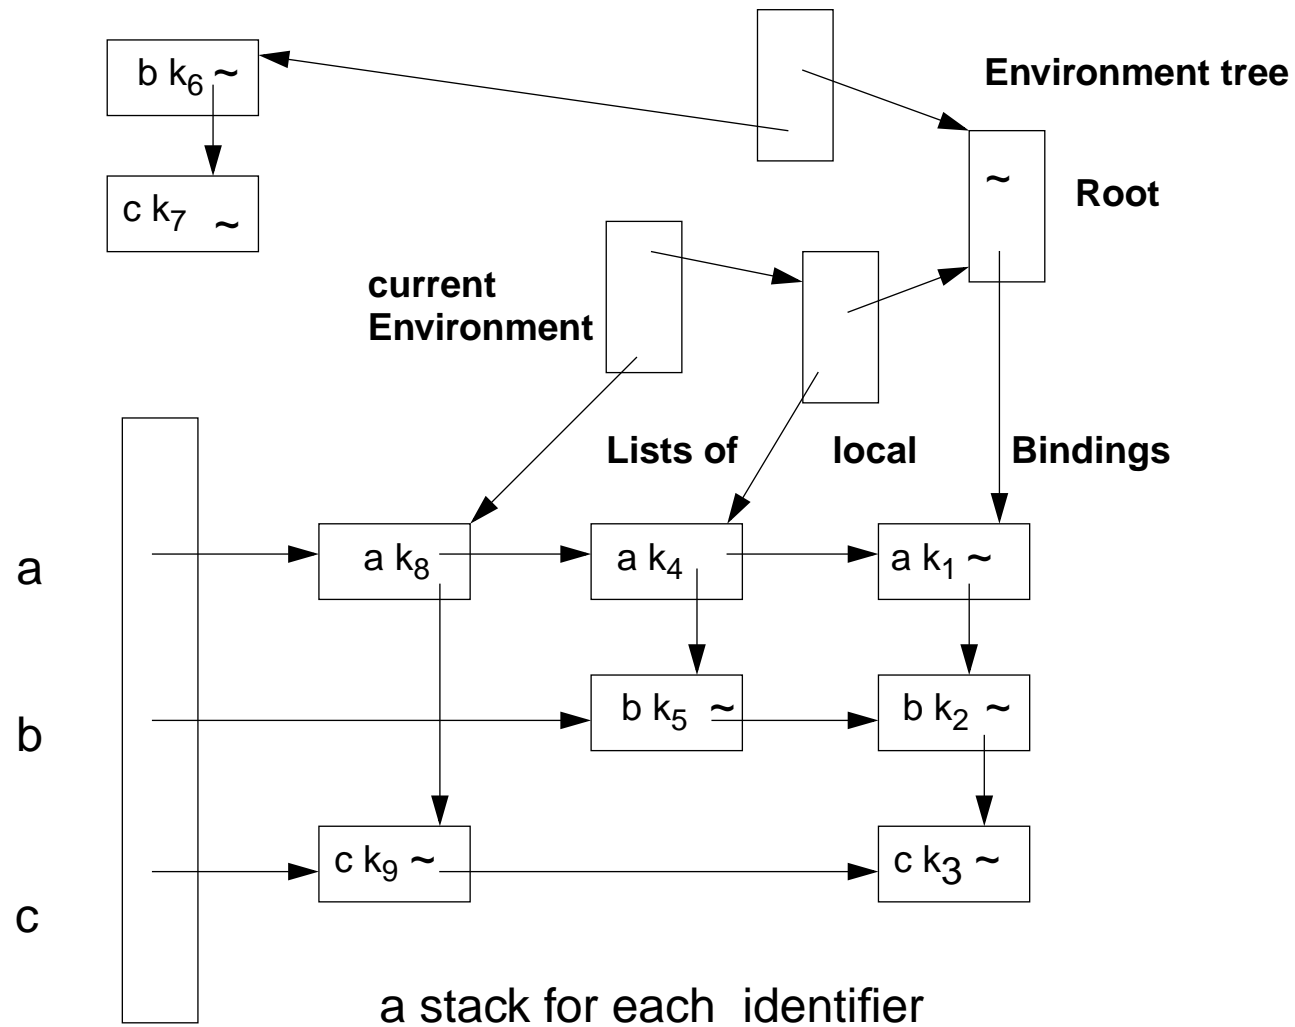 b k6 ~
Environment tree
c k7 ~
~
Root
current
Environment
Lists of local Bindings
a
a k8
a k4
a k1 ~
b
b k5 ~
b k2 ~
c k9 ~
c k3 ~
c
a stack for each identifier